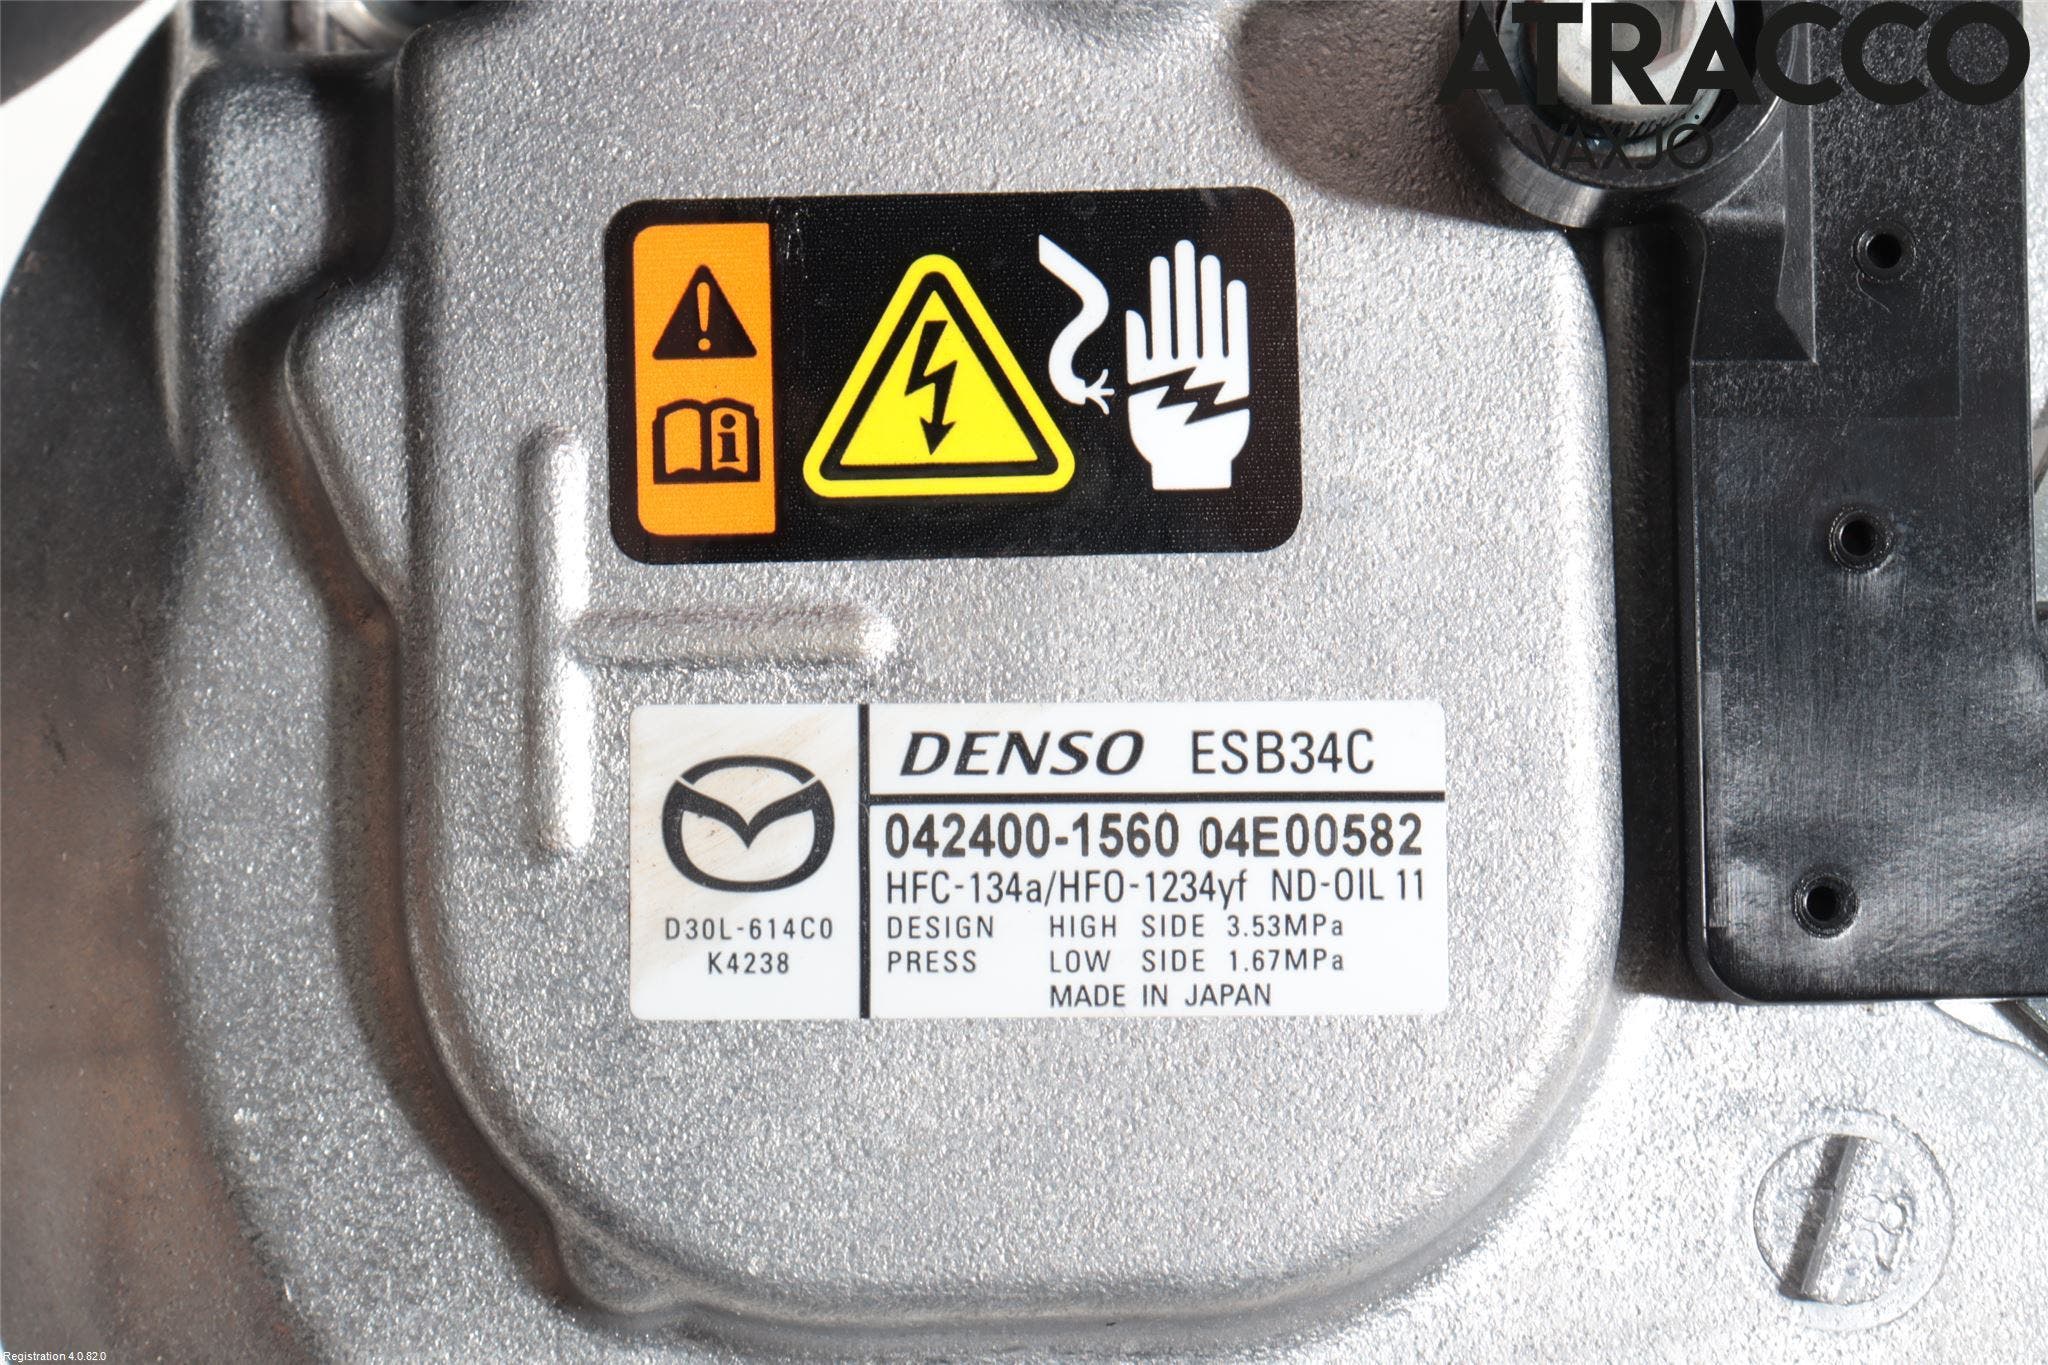 ATRACCO
VÄXJÖ
DENSO ESB34C
042400-1560 04E00582
HFC-134a/HFO-1234yf ND-OIL 11
DESIGN HIGH SIDE 3.53MPa
PRESS LOW SIDE 1.67MPa
MADE IN JAPAN
D30L-614C0
K4238
Registration 4.0.82.0